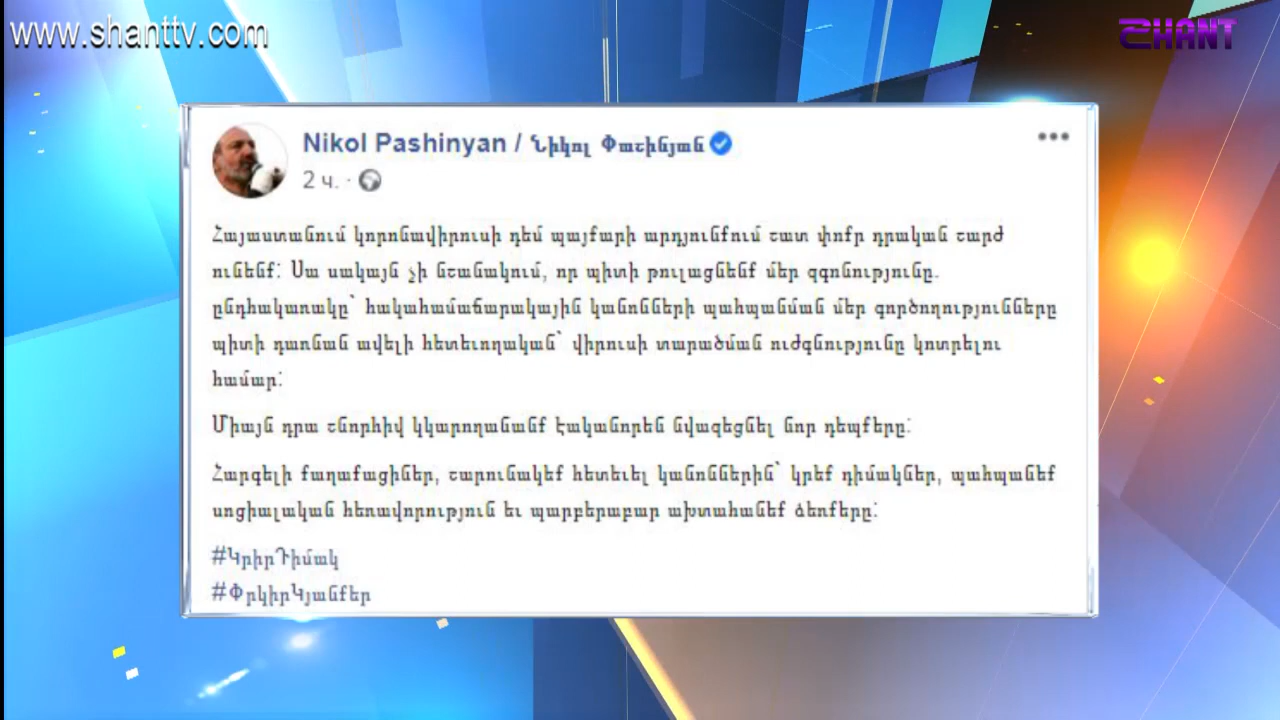 www.shanttv.com
SHANT
Nikol Pashinyan / Նիկոլ Փաշինյան
2 ч. ·
Հայաստանում կորոնավիրուսի դեմ պայքարի արդյունքում շատ փոքր դրական շարժ
ունենք: Սա սակայն չի նշանակում, որ պիտի թուլացնենք մեր զգոնությունը.
ընդհակառակը՝ հակահամաճարակային կանոնների պահպանման մեր գործողությունները
պիտի դառնան ավելի հետեւողական՝ վիրուսի տարածման ուժգնությունը կոտրելու
համար:
Միայն դրա շնորհիվ կկարողանանք էականորեն նվազեցնել նոր դեպքերը:
Հարգելի քաղաքացիներ, շարունակեք հետեւել կանոններին՝ կրեք դիմակներ, պահպանեք
սոցիալական հեռավորություն եւ պարբերաբար ախտահանեք ձեռքերը:
#ԿրիրԴիմակ
#ՓրկիրԿյանքեր